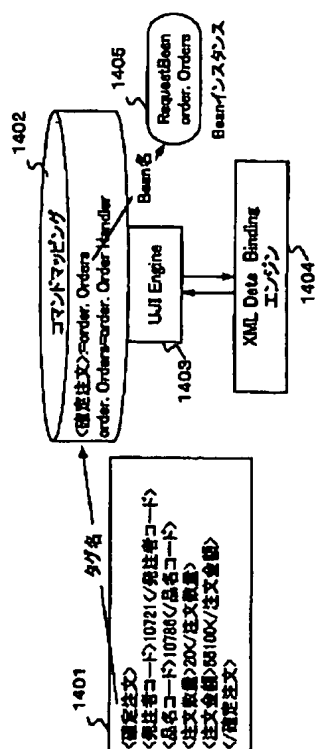 1401
<確定注文>
<発注者コード>10721</発注者コード>
<品名コード>10786</品名コード>
<注文数量>20</注文数量>
<注文金額>55100</注文金額>
</確定注文>
タグ名
1402
コマンドマッピング
<確定注文>=order. Orders
order. Orders=order. Order Handler
UJI Engine
1403
XML Data Binding
エンジン
1404
Bean名
1405
RequestBean
order. Orders
Beanインスタンス